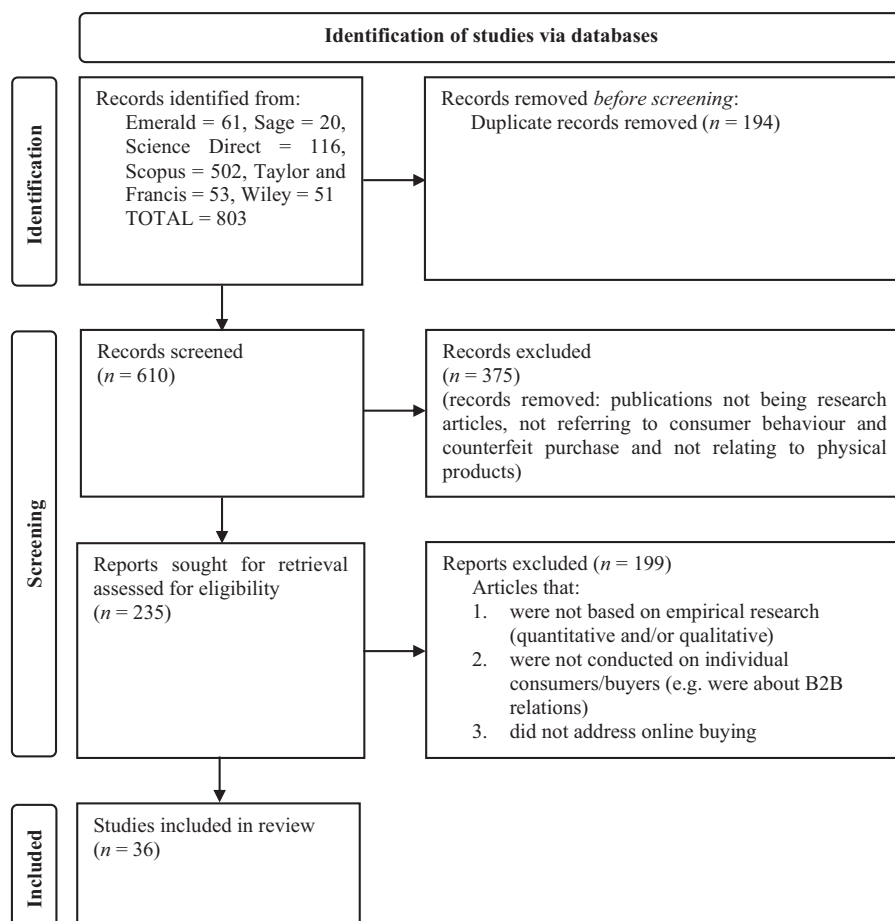 Identification of studies via databases
Identification
Records identified from:
Emerald = 61, Sage = 20,
Science Direct = 116,
Scopus = 502, Taylor and
Francis = 53, Wiley = 51
TOTAL = 803
Records removed before screening:
Duplicate records removed (n = 194)
Screening
Records screened
(n = 610)
Records excluded
(n = 375)
(records removed: publications not being research
articles, not referring to consumer behaviour and
counterfeit purchase and not relating to physical
products)
Reports sought for retrieval
assessed for eligibility
(n = 235)
Reports excluded (n = 199)
Articles that:
1. were not based on empirical research
(quantitative and/or qualitative)
2. were not conducted on individual
consumers/buyers (e.g. were about B2B
relations)
3. did not address online buying
Included
Studies included in review
(n = 36)